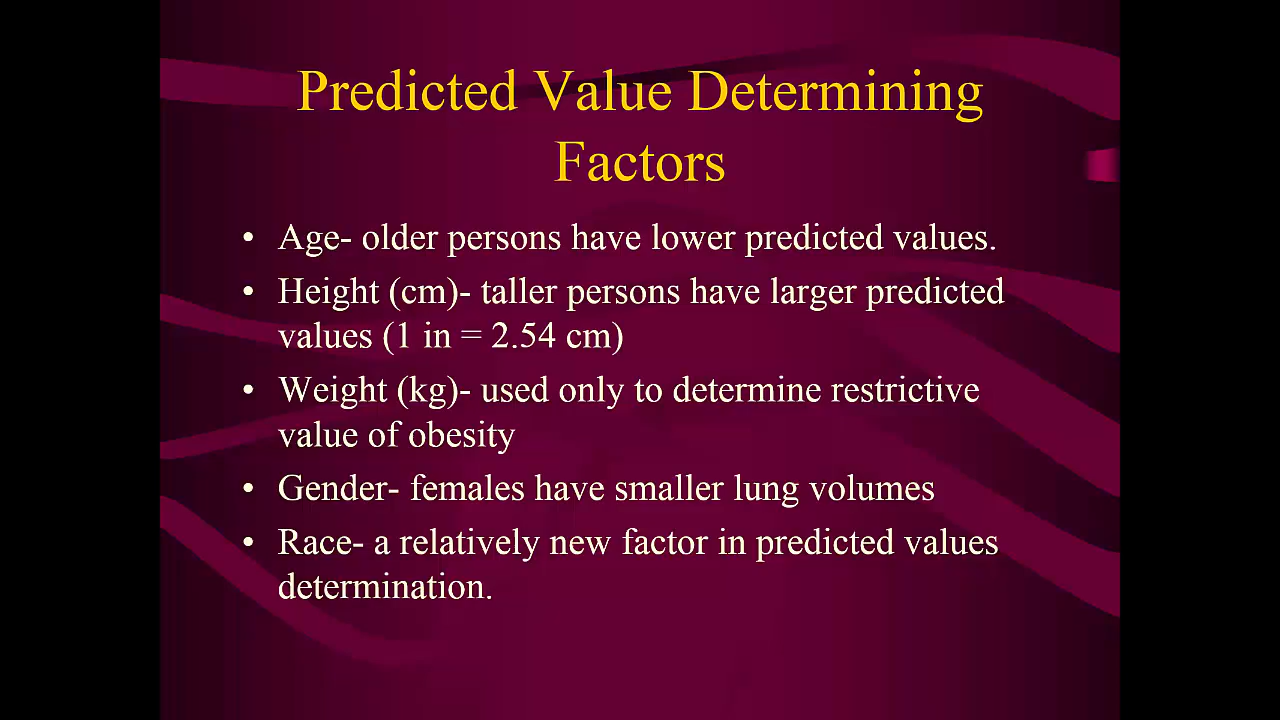 Predicted Value Determining
Factors
• Age- older persons have lower predicted values.
• Height (cm)- taller persons have larger predicted
values (1 in = 2.54 cm)
• Weight (kg)- used only to determine restrictive
value of obesity
• Gender- females have smaller lung volumes
• Race- a relatively new factor in predicted values
determination.